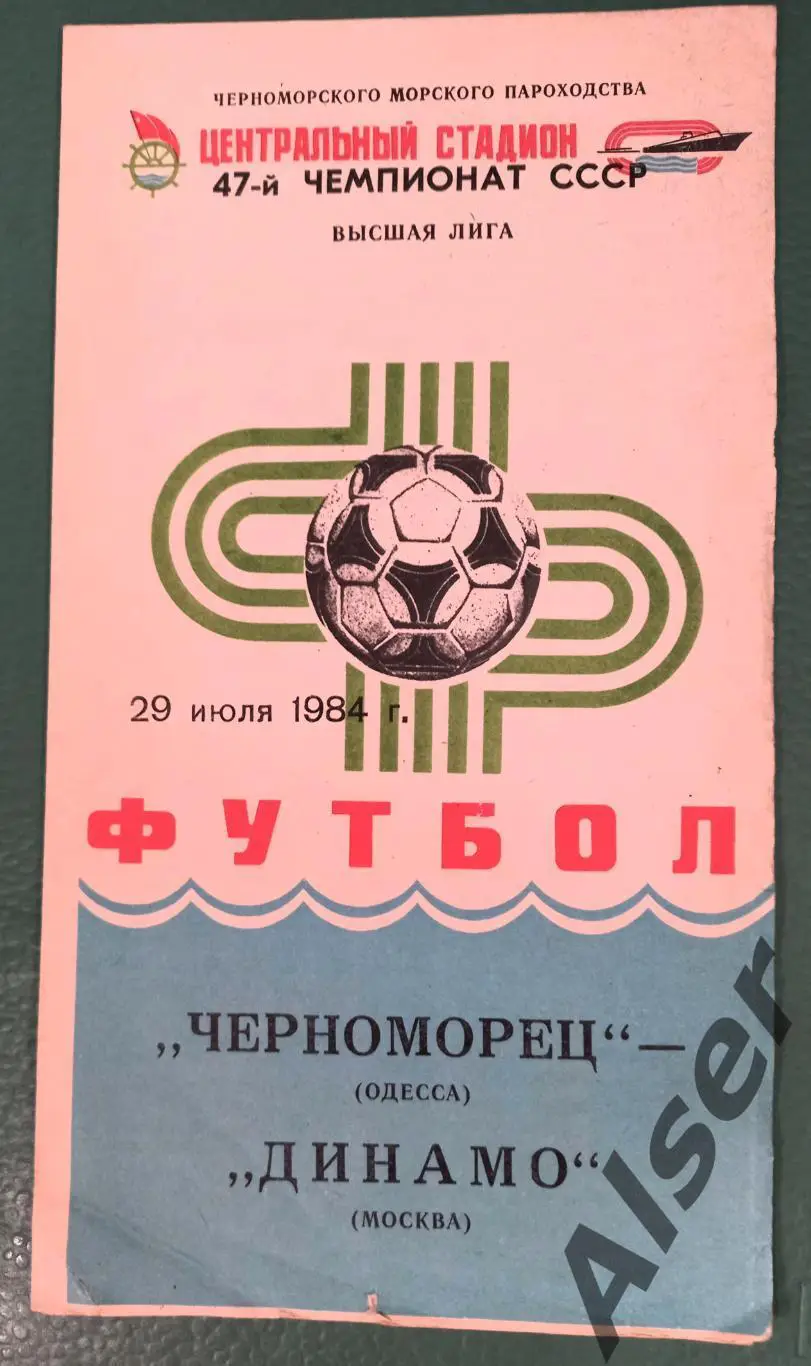 ЧЕРНОМОРСКОГО МОРСКОГО ПАРОХОДСТВА
ЦЕНТРАЛЬНЫЙ СТАДИОН
47-й ЧЕМПИОНАТ СССР
ВЫСШАЯ ЛИГА
29 июля 1984 г.
ФУТБОЛ
„ЧЕРНОМОРЕЦ“ —
(ОДЕССА)
„ДИНАМО“
(МОСКВА)
Alser